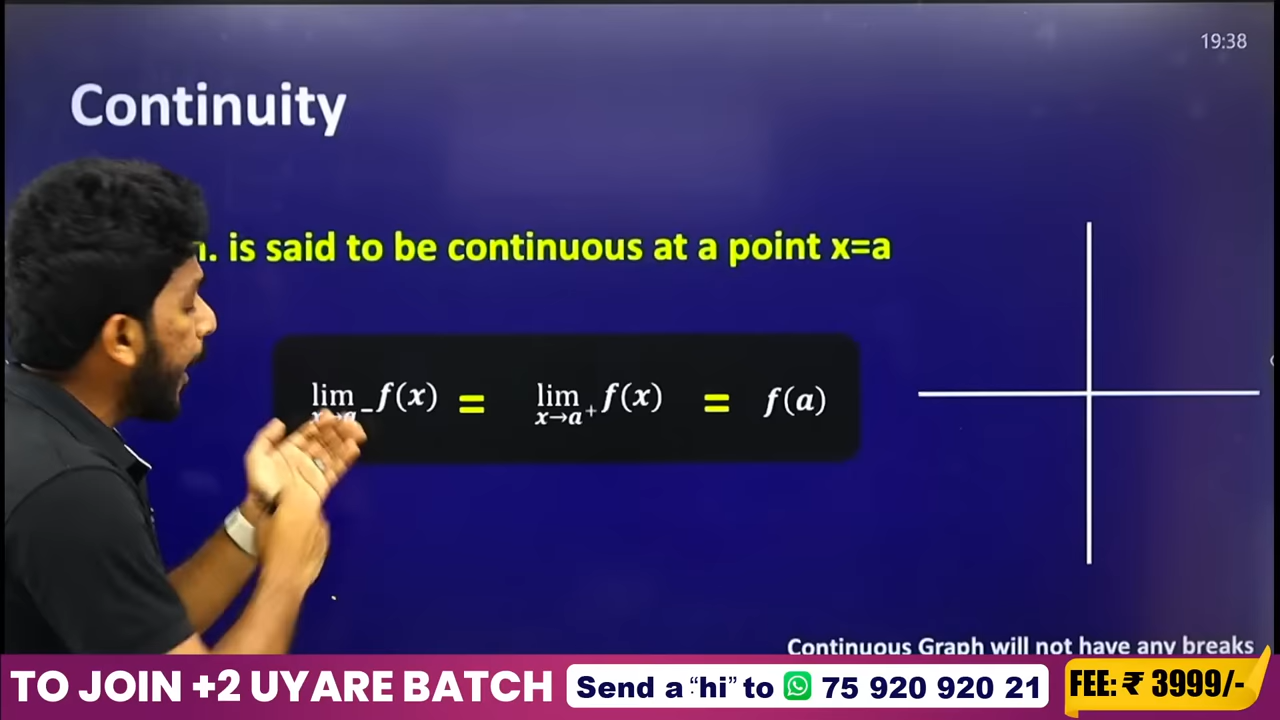 19:38
Continuity
. is said to be continuous at a point x=a
lim x→a- f(x) = lim x→a+ f(x) = f(a)
Continuous Graph will not have any breaks
TO JOIN +2 UYARE BATCH
Send a “hi” to 75 920 920 21
FEE: ₹ 3999/-